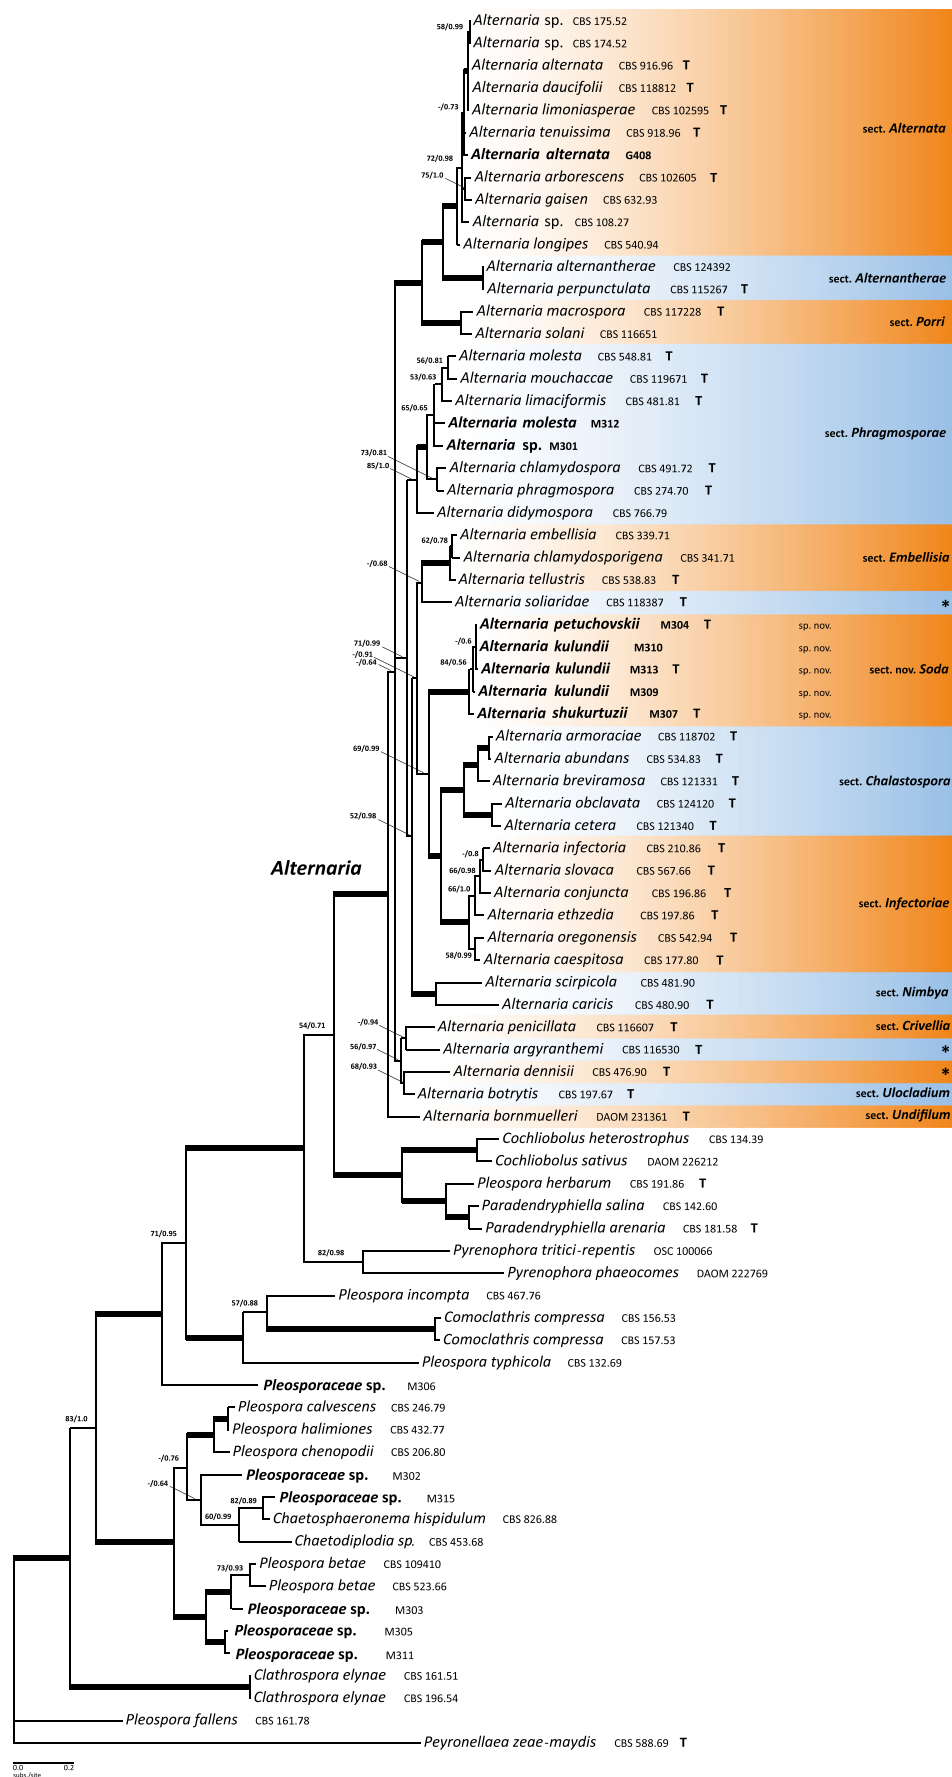 58/0.99
Alternaria sp. CBS 175.52
Alternaria sp. CBS 174.52
Alternaria alternata CBS 916.96 T
Alternaria daucifolii CBS 118812 T
-/0.73
Alternaria limoniasperae CBS 102595 T
sect. Alternata
Alternaria tenuissima CBS 918.96 T
72/0.98
Alternaria alternata G408
75/1.0
Alternaria arborescens CBS 102605 T
Alternaria gaisen CBS 632.93
Alternaria sp. CBS 108.27
Alternaria longipes CBS 540.94
Alternaria alternantherae CBS 124392
sect. Alternantherae
Alternaria perpunctulata CBS 115267 T
Alternaria macrospora CBS 117228 T
sect. Porri
Alternaria solani CBS 116651
56/0.81
Alternaria molesta CBS 548.81 T
53/0.63
Alternaria mouchaccae CBS 119671 T
Alternaria limaciformis CBS 481.81 T
65/0.65
Alternaria molesta M312
sect. Phragmosporae
Alternaria sp. M301
73/0.81
85/1.0
Alternaria chlamydospora CBS 491.72 T
Alternaria phragmospora CBS 274.70 T
Alternaria didymospora CBS 766.79
62/0.78
Alternaria embellisia CBS 339.71
Alternaria chlamydosporigena CBS 341.71
sect. Embellisia
-/0.68
Alternaria tellustris CBS 538.83 T
Alternaria soliaridae CBS 118387 T *
Alternaria petuchovskii M304 T sp. nov.
71/0.99
-/0.6
Alternaria kulundii M310 sp. nov.
-/0.91
-/0.64
84/0.56
Alternaria kulundii M313 T sp. nov.
sect. nov. Soda
Alternaria kulundii M309 sp. nov.
Alternaria shukurtuzii M307 T sp. nov.
Alternaria armoraciae CBS 118702 T
69/0.99
Alternaria abundans CBS 534.83 T
Alternaria breviramosa CBS 121331 T
sect. Chalastospora
Alternaria obclavata CBS 124120 T
52/0.98
Alternaria cetera CBS 121340 T
-/0.8
Alternaria infectoria CBS 210.86 T
Alternaria
66/0.98
Alternaria slovaca CBS 567.66 T
66/1.0
Alternaria conjuncta CBS 196.86 T
sect. Infectoriae
Alternaria ethzedia CBS 197.86 T
Alternaria oregonensis CBS 542.94 T
58/0.99
Alternaria caespitosa CBS 177.80 T
Alternaria scirpicola CBS 481.90
sect. Nimbya
Alternaria caricis CBS 480.90 T
54/0.71
-/0.94
Alternaria penicillata CBS 116607 T sect. Crivellia
56/0.97
Alternaria argyranthemi CBS 116530 T *
68/0.93
Alternaria dennisii CBS 476.90 T *
Alternaria botrytis CBS 197.67 T sect. Ulocladium
Alternaria bornmuelleri DAOM 231361 T sect. Undifilum
Cochliobolus heterostrophus CBS 134.39
Cochliobolus sativus DAOM 226212
Pleospora herbarum CBS 191.86 T
Paradendryphiella salina CBS 142.60
Paradendryphiella arenaria CBS 181.58 T
71/0.95
82/0.98
Pyrenophora tritici-repentis OSC 100066
Pyrenophora phaeocomes DAOM 222769
57/0.88
Pleospora incompta CBS 467.76
Comoclathris compressa CBS 156.53
Comoclathris compressa CBS 157.53
Pleospora typhicola CBS 132.69
Pleosporaceae sp. M306
83/1.0
Pleospora calvescens CBS 246.79
Pleospora halimiones CBS 432.77
Pleospora chenopodii CBS 206.80
-/0.76
Pleosporaceae sp. M302
-/0.64
82/0.89
Pleosporaceae sp. M315
60/0.99
Chaetosphaeronema hispidulum CBS 826.88
Chaetodiplodia sp. CBS 453.68
73/0.93
Pleospora betae CBS 109410
Pleospora betae CBS 523.66
Pleosporaceae sp. M303
Pleosporaceae sp. M305
Pleosporaceae sp. M311
Clathrospora elynae CBS 161.51
Clathrospora elynae CBS 196.54
Pleospora fallens CBS 161.78
Peyronellaea zeae-maydis CBS 588.69 T
0.0 0.2
subs./site